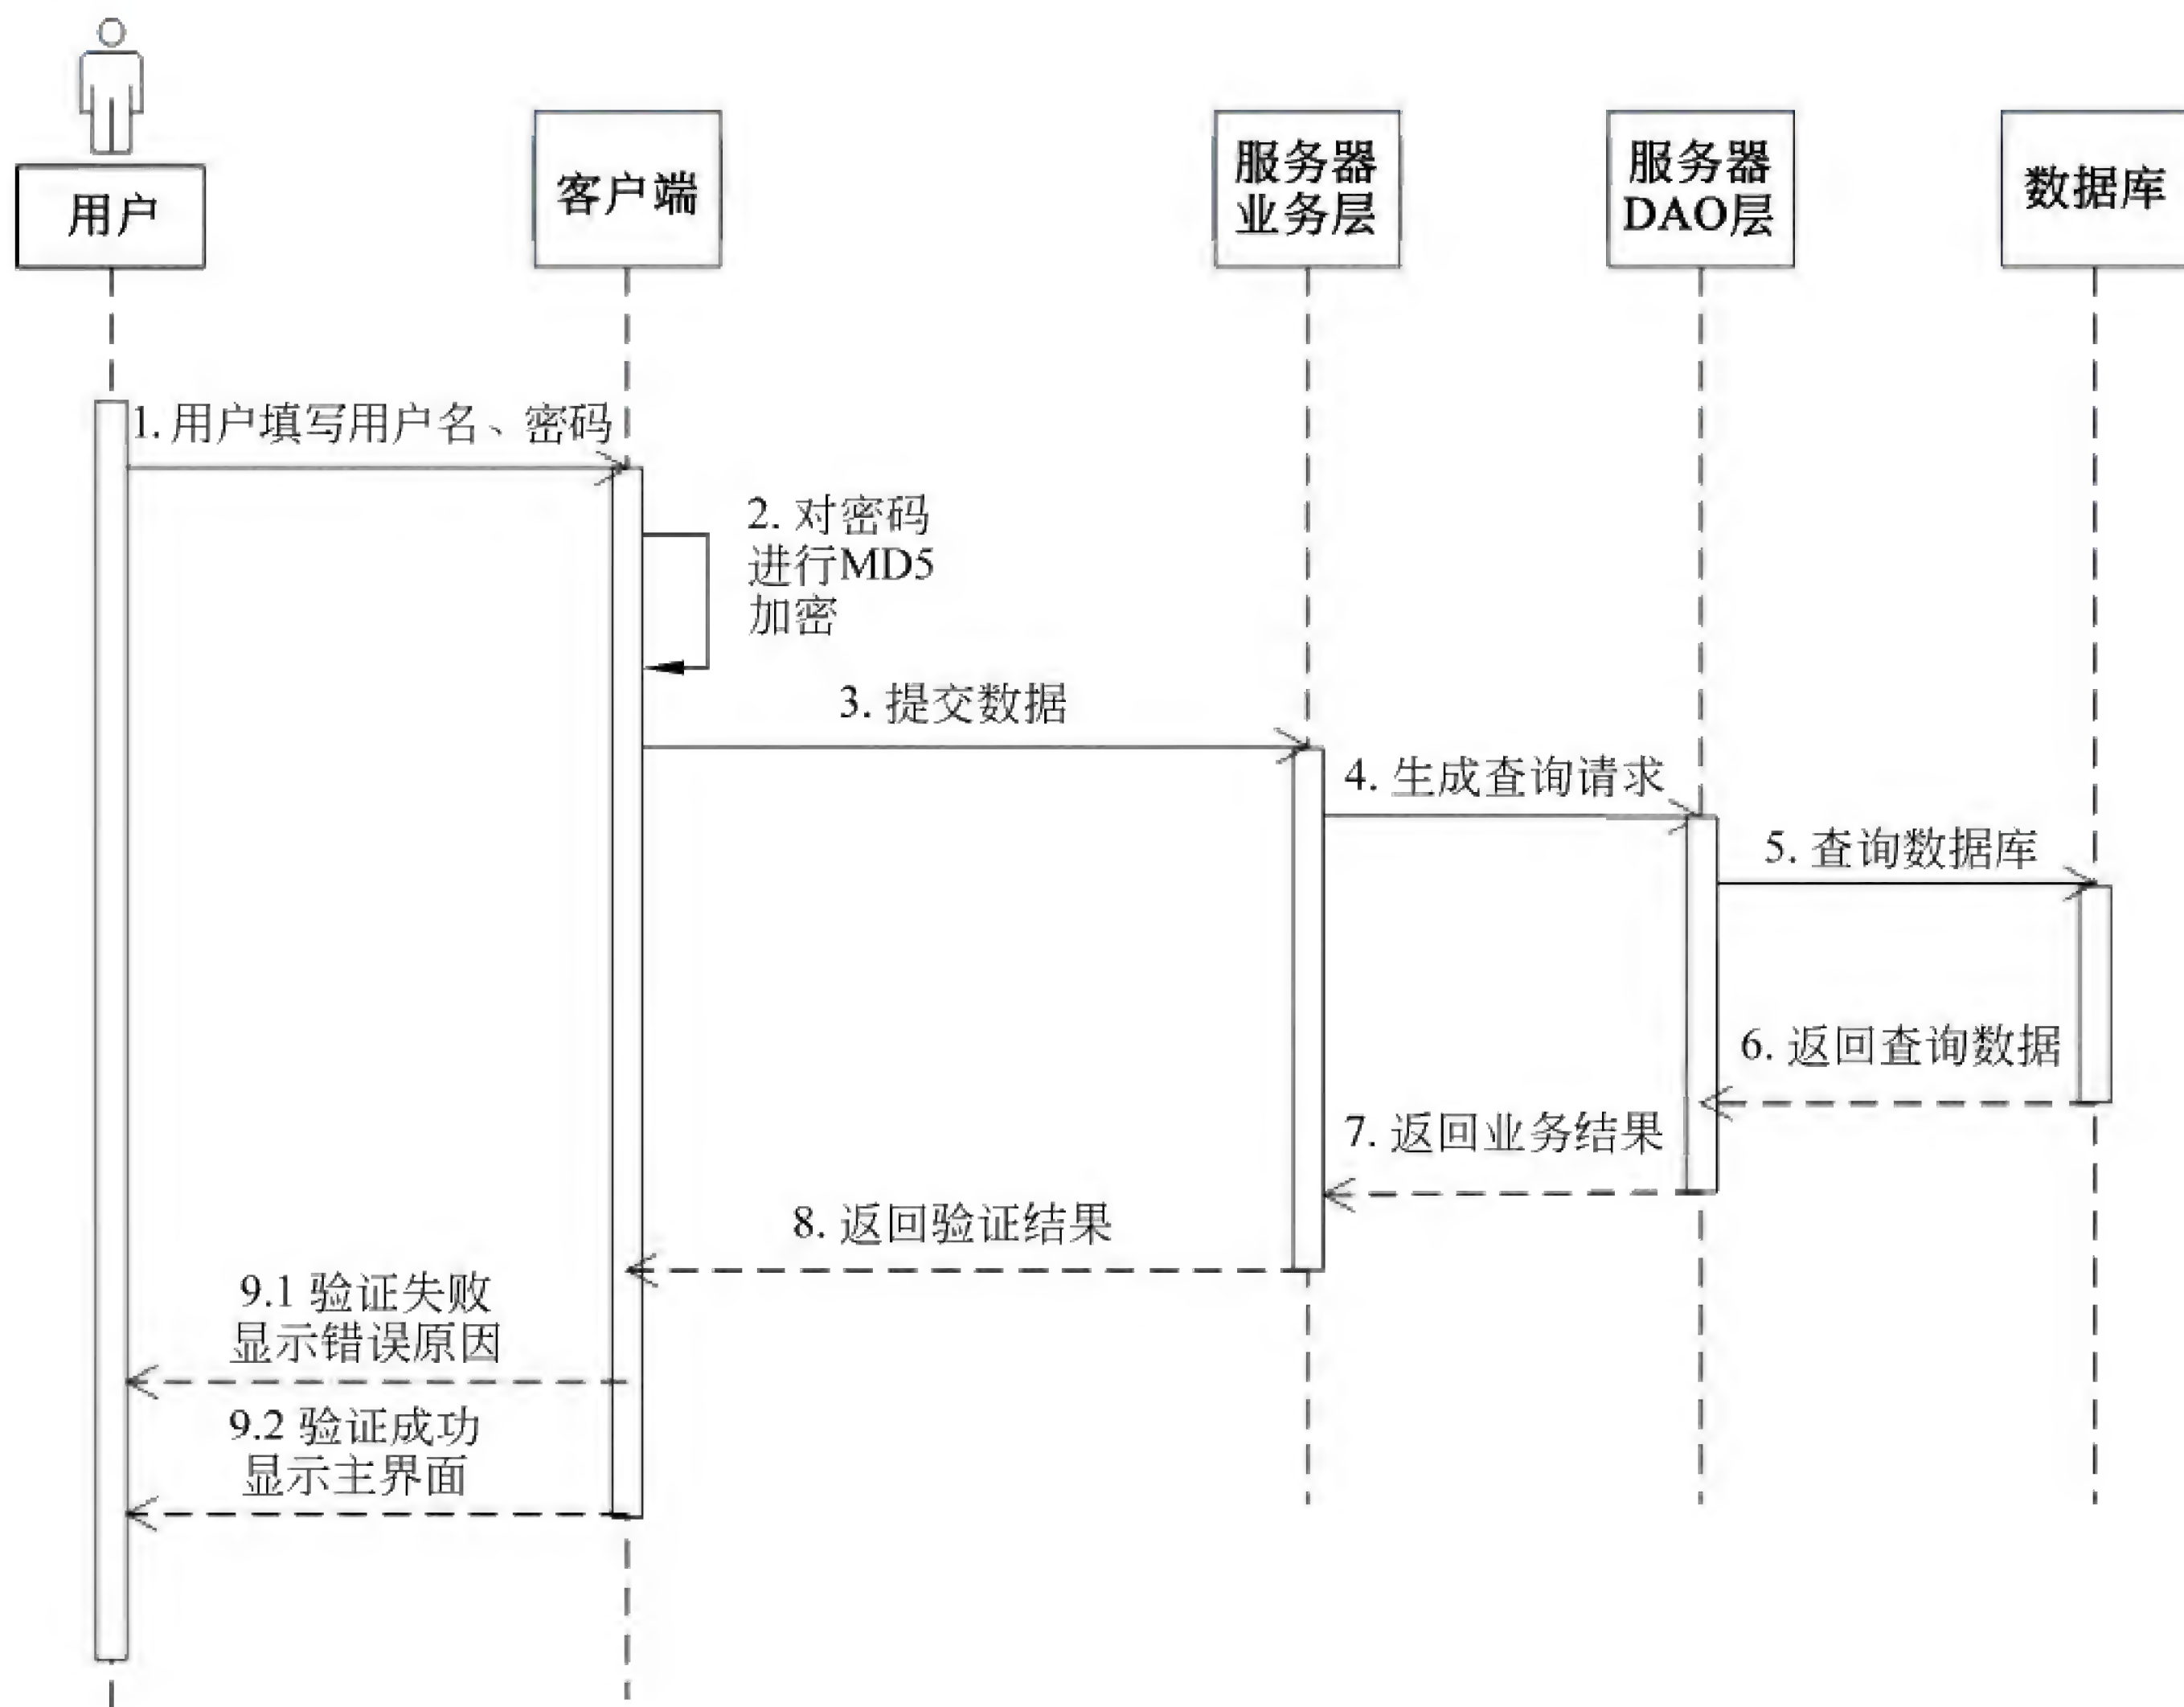 用户
客户端
服务器
业务层
服务器
DAO层
数据库
1. 用户填写用户名、密码
2. 对密码
进行MD5
加密
3. 提交数据
4. 生成查询请求
5. 查询数据库
6. 返回查询数据
7. 返回业务结果
8. 返回验证结果
9.1 验证失败
显示错误原因
9.2 验证成功
显示主界面